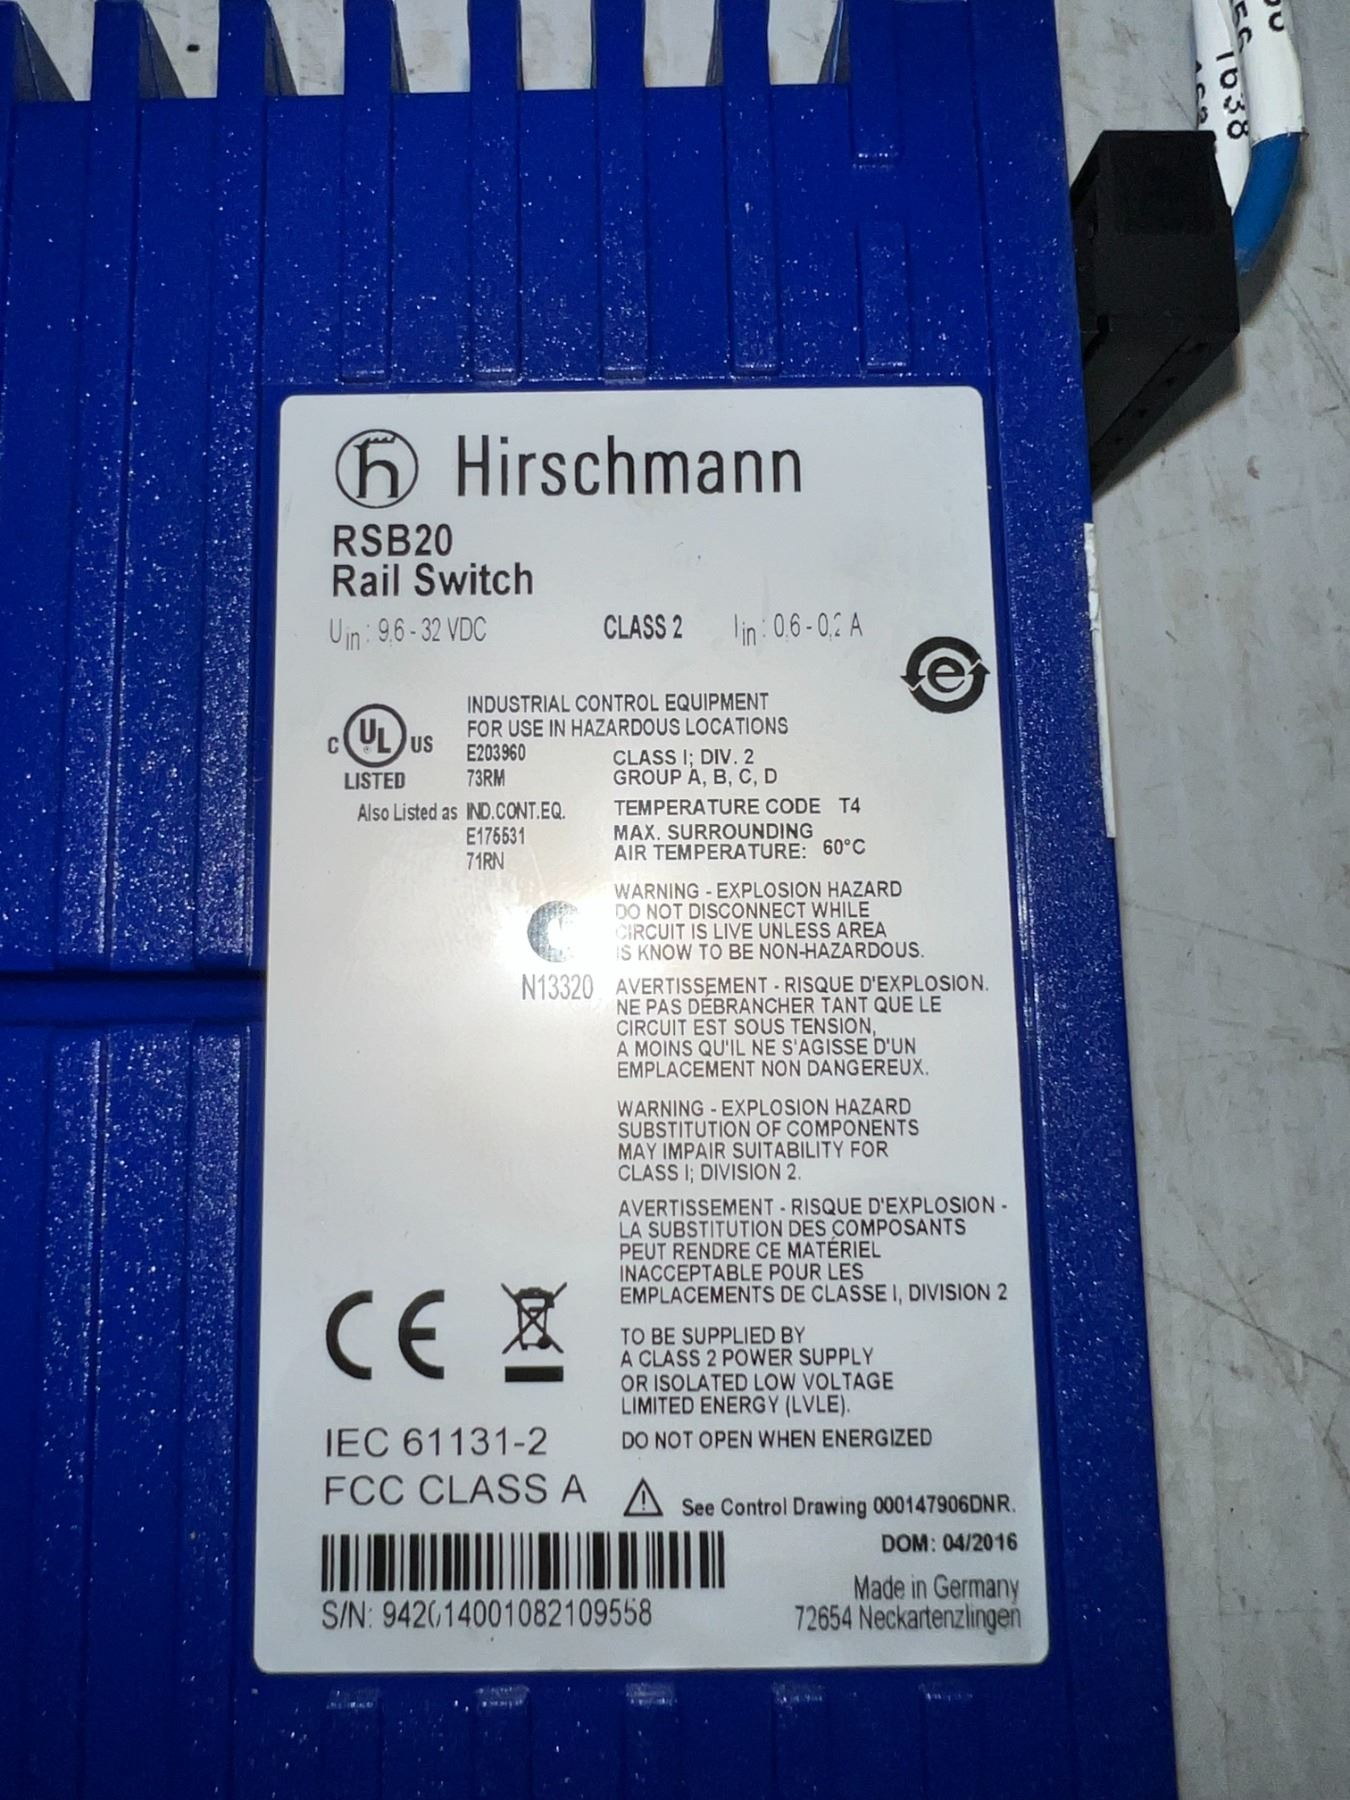 Hirschmann
RSB20
Rail Switch
Uin: 9,6 - 32 VDC CLASS 2 Iin: 0,6 - 0,2 A
INDUSTRIAL CONTROL EQUIPMENT
FOR USE IN HAZARDOUS LOCATIONS
C UL US
LISTED
E203960
73RM
CLASS I; DIV. 2
GROUP A, B, C, D
Also Listed as IND.CONT.EQ.
E175531
71RN
TEMPERATURE CODE T4
MAX. SURROUNDING
AIR TEMPERATURE: 60°C
WARNING - EXPLOSION HAZARD
DO NOT DISCONNECT WHILE
CIRCUIT IS LIVE UNLESS AREA
IS KNOW TO BE NON-HAZARDOUS.
N13320
AVERTISSEMENT - RISQUE D'EXPLOSION.
NE PAS DÉBRANCHER TANT QUE LE
CIRCUIT EST SOUS TENSION,
A MOINS QU'IL NE S'AGISSE D'UN
EMPLACEMENT NON DANGEREUX.
WARNING - EXPLOSION HAZARD
SUBSTITUTION OF COMPONENTS
MAY IMPAIR SUITABILITY FOR
CLASS I; DIVISION 2.
AVERTISSEMENT - RISQUE D'EXPLOSION -
LA SUBSTITUTION DES COMPOSANTS
PEUT RENDRE CE MATÉRIEL
INACCEPTABLE POUR LES
EMPLACEMENTS DE CLASSE I, DIVISION 2
TO BE SUPPLIED BY
A CLASS 2 POWER SUPPLY
OR ISOLATED LOW VOLTAGE
LIMITED ENERGY (LVLE).
DO NOT OPEN WHEN ENERGIZED
CE
IEC 61131-2
FCC CLASS A
See Control Drawing 000147906DNR.
DOM: 04/2016
Made in Germany
72654 Neckartenzlingen
S/N: 942014001082109558
1638